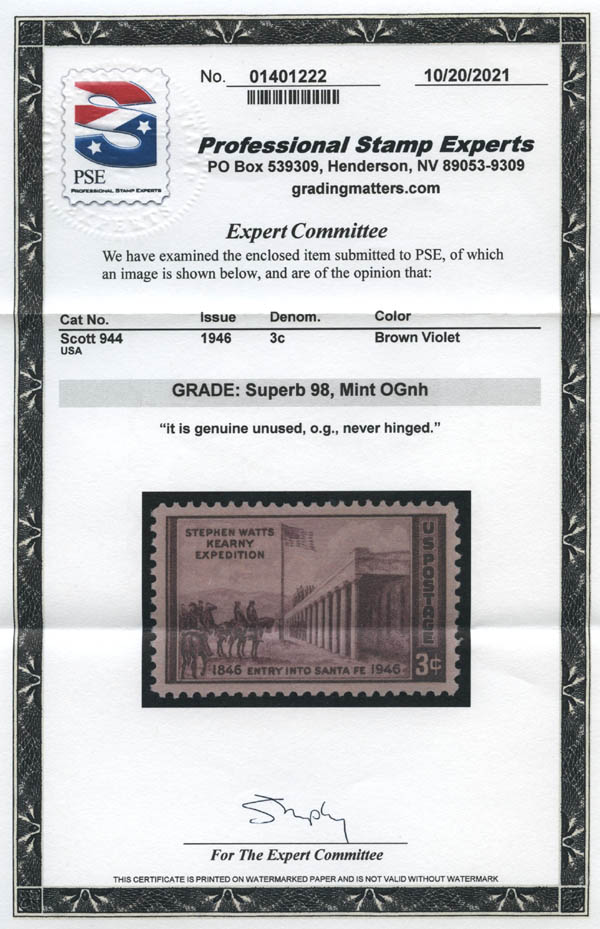 No. 01401222 10/20/2021
PSE
PROFESSIONAL STAMP EXPERTS
Professional Stamp Experts
PO Box 539309, Henderson, NV 89053-9309
gradingmatters.com
Expert Committee
We have examined the enclosed item submitted to PSE, of which
an image is shown below, and are of the opinion that:
Cat No. Issue Denom. Color
Scott 944 1946 3c Brown Violet
USA
GRADE: Superb 98, Mint OGnh
“it is genuine unused, o.g., never hinged.”
STEPHEN WATTS
KEARNY
EXPEDITION
US POSTAGE
3¢
1846 ENTRY INTO SANTA FE 1946
For The Expert Committee
THIS CERTIFICATE IS PRINTED ON WATERMARKED PAPER AND IS NOT VALID WITHOUT WATERMARK